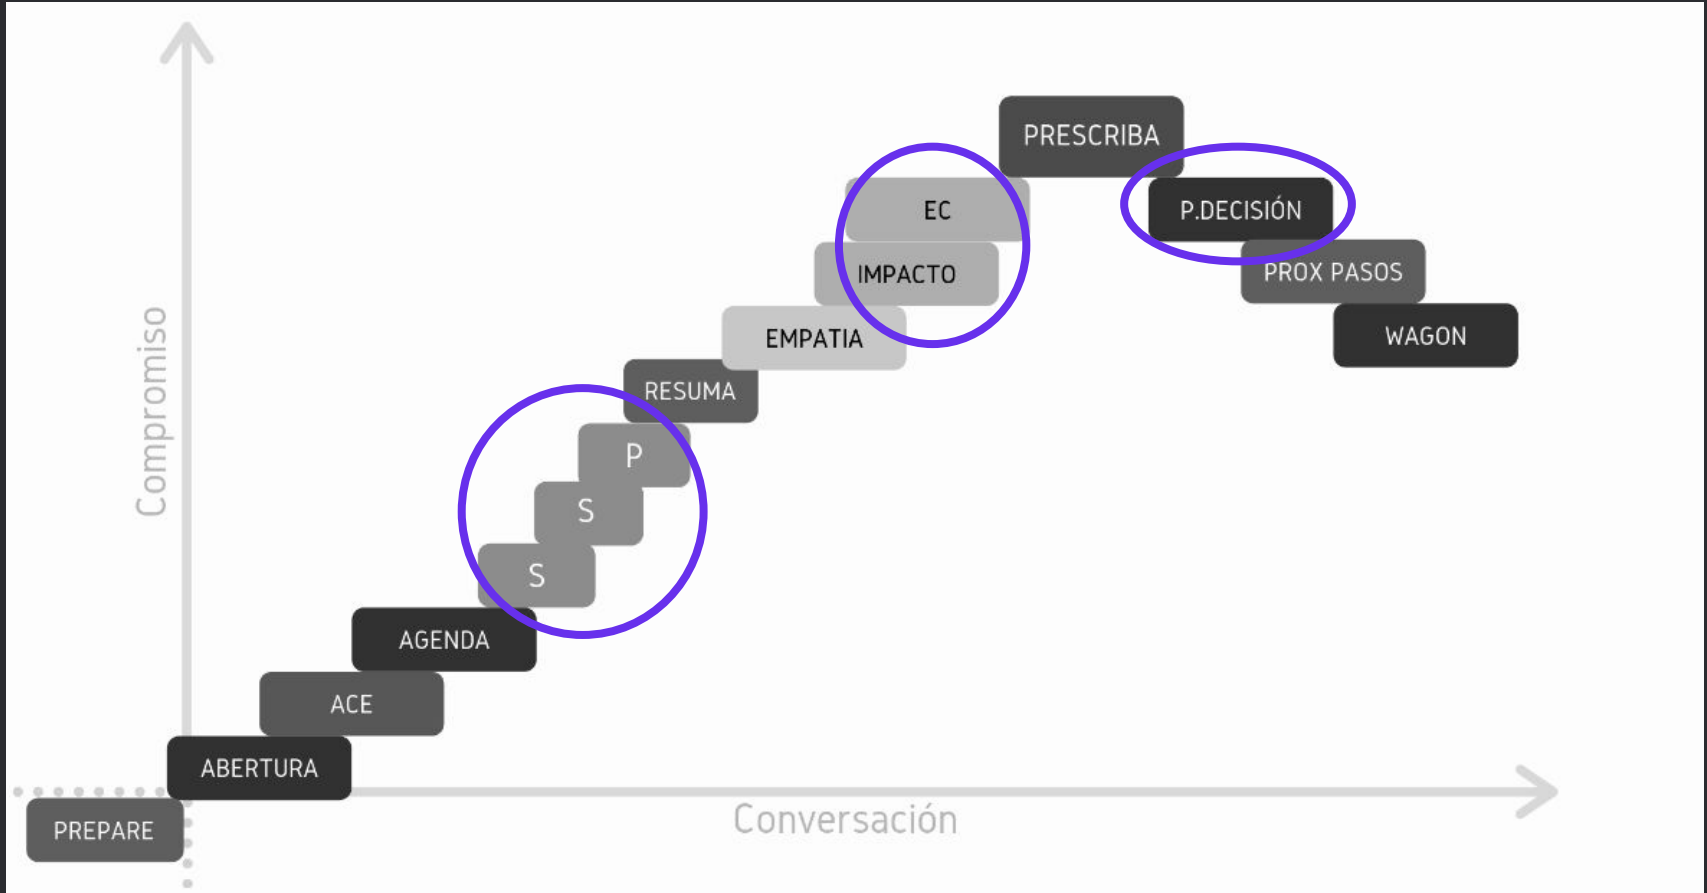 PRESCRIBA
EC
P.DECISIÓN
IMPACTO
PROX PASOS
EMPATIA
WAGON
RESUMA
P
S
S
AGENDA
ACE
ABERTURA
PREPARE
Compromiso
Conversación